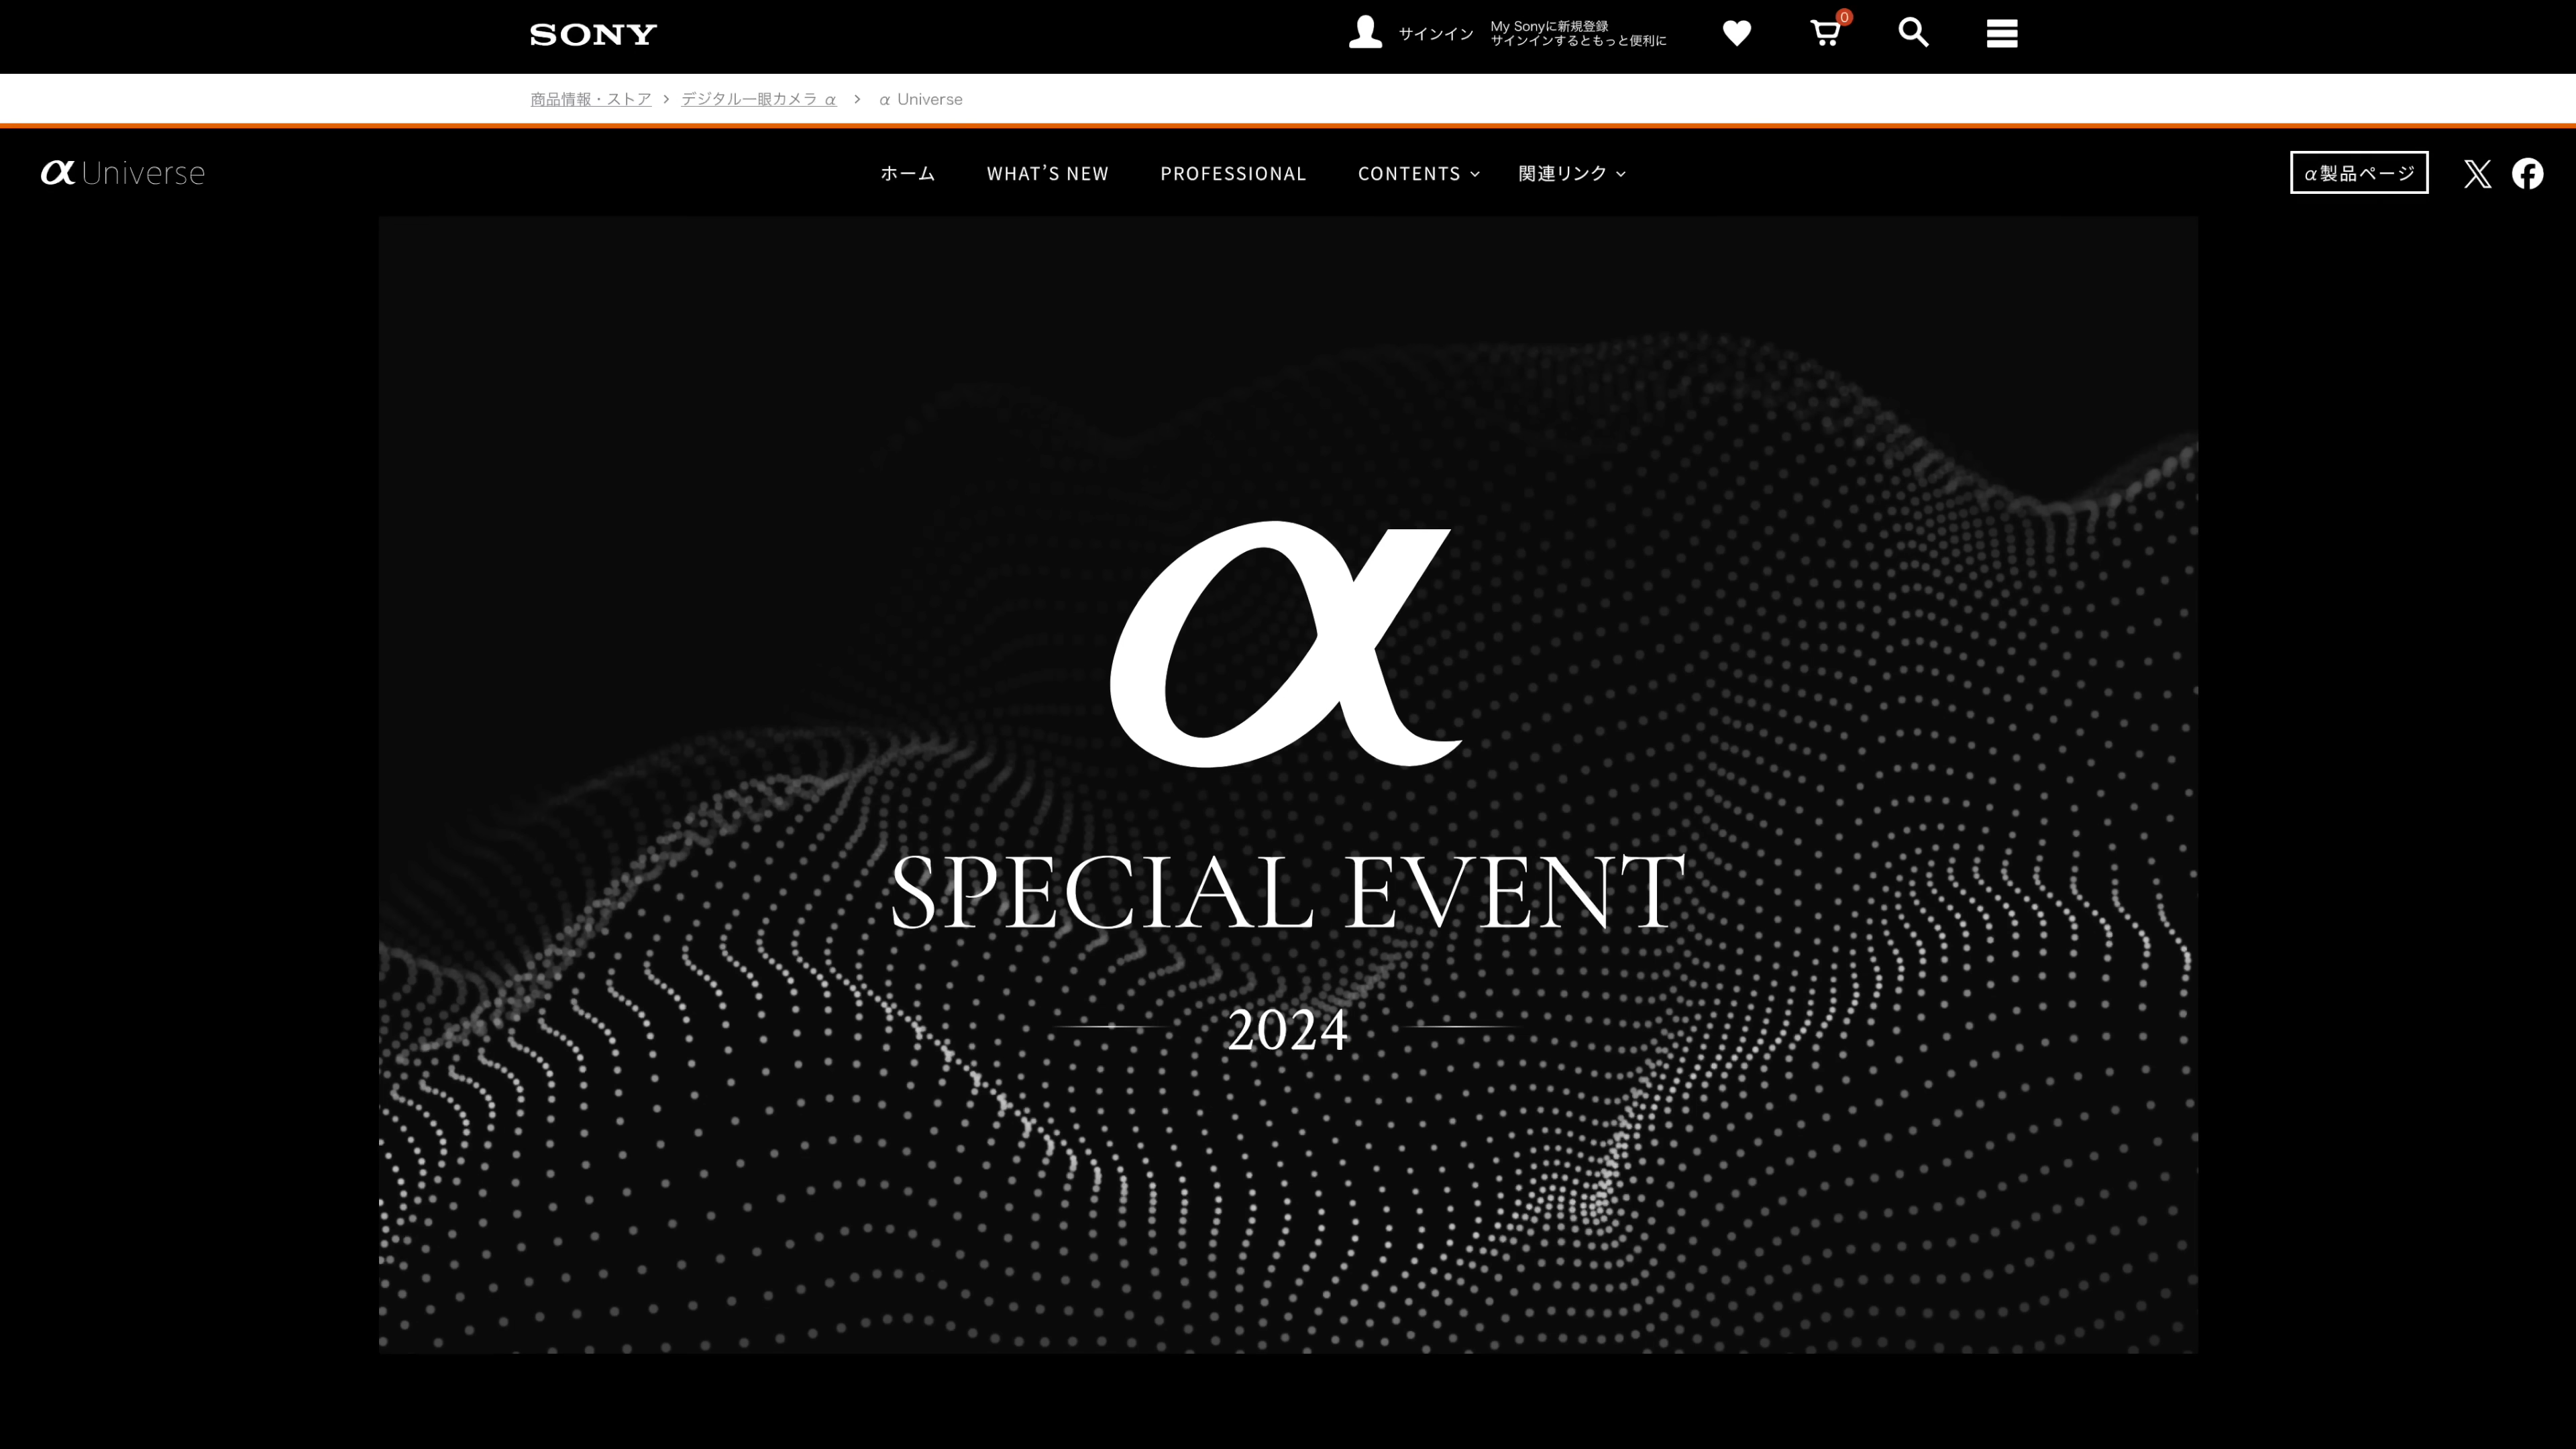 SONY
サインイン
My Sonyに新規登録
サインインするともっと便利に
0
商品情報・ストア > デジタル一眼カメラ α > α Universe
α Universe
ホーム WHAT'S NEW PROFESSIONAL CONTENTS 関連リンク
α製品ページ
α
SPECIAL EVENT
2024